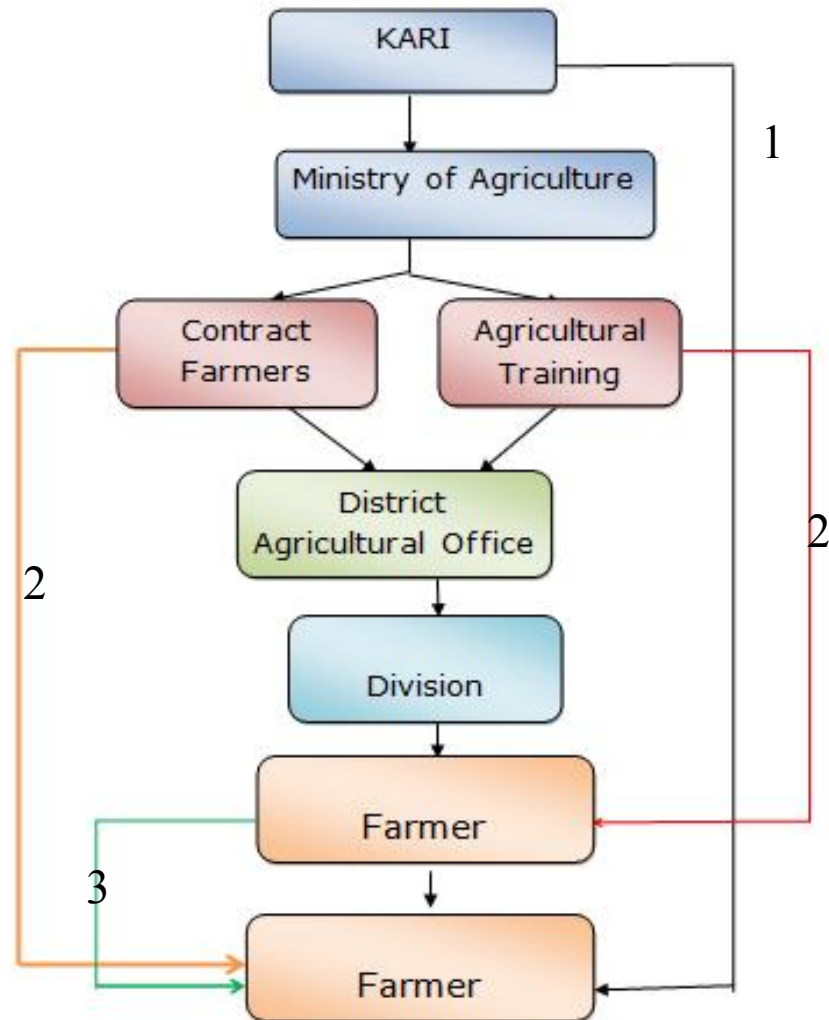 KARI
1
Ministry of Agriculture
Contract
Farmers
Agricultural
Training
District
Agricultural Office
2
2
Division
Farmer
3
Farmer